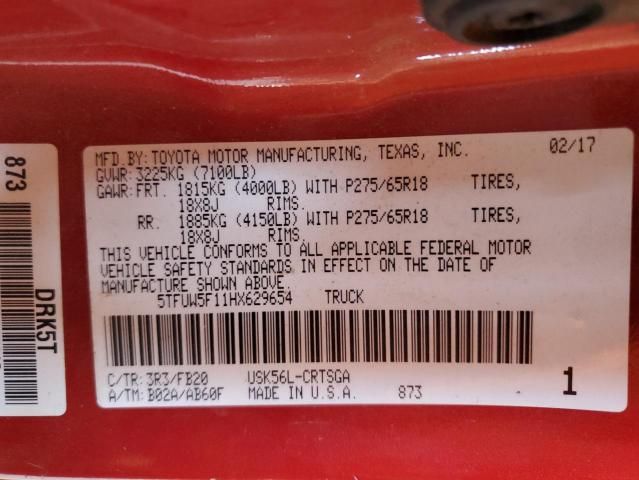 MFD.BY: TOYOTA MOTOR MANUFACTURING, TEXAS, INC. 02/17
GVWR: 3225KG (7100LB)
GAWR: FRT. 1815KG (4000LB) WITH P275/65R18 TIRES,
18X8J RIMS.
RR. 1885KG (4150LB) WITH P275/65R18 TIRES,
18X8J RIMS.
THIS VEHICLE CONFORMS TO ALL APPLICABLE FEDERAL MOTOR
VEHICLE SAFETY STANDARDS IN EFFECT ON THE DATE OF
MANUFACTURE SHOWN ABOVE.
5TFUW5F11HX629654 TRUCK
C/TR: 3R3/FB20 USK56L-CRTSGA 1
A/TM: B02A/AB60F MADE IN U.S.A. 873
873
DRK5T